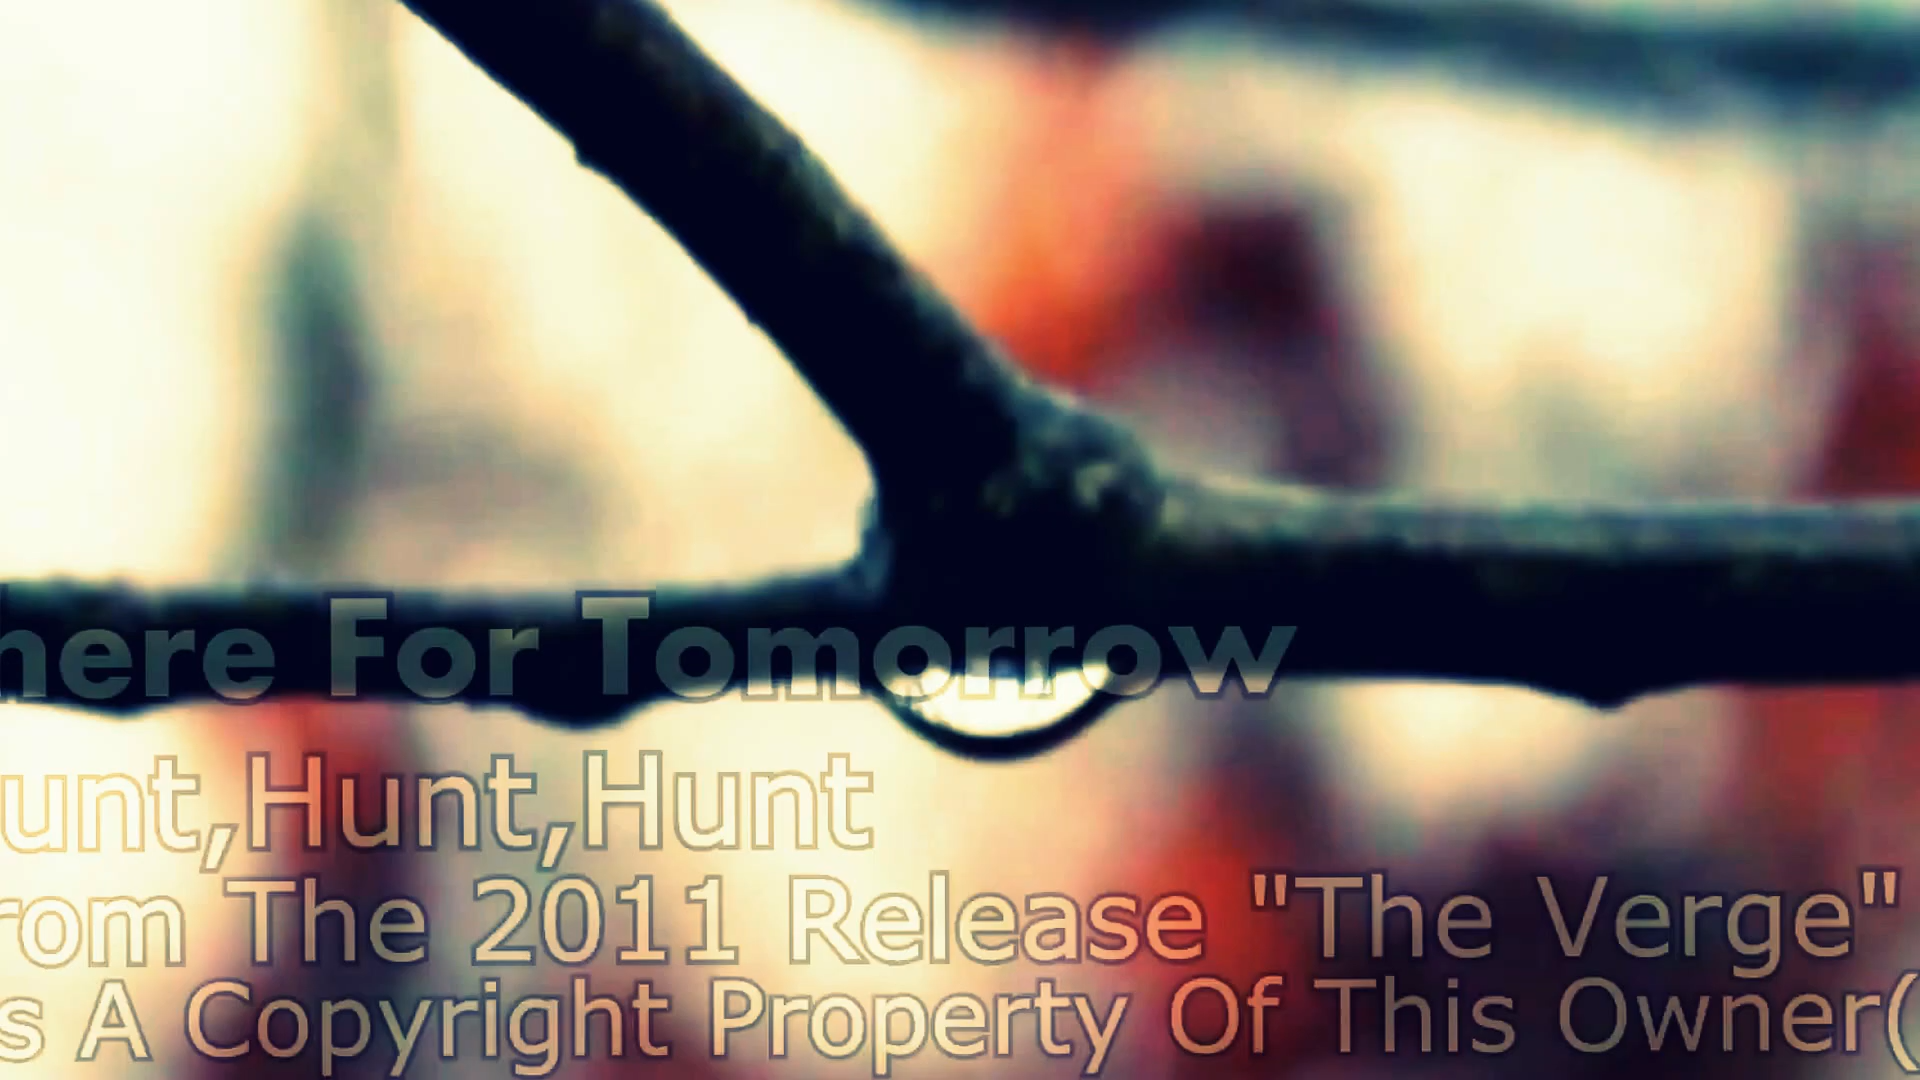 here For Tomorrow
unt,Hunt,Hunt
rom The 2011 Release "The Verge"
s A Copyright Property Of This Owner(